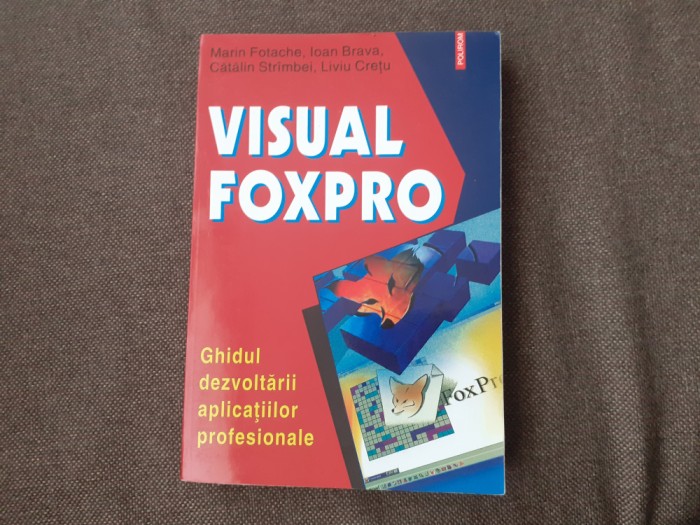 Marin Fotache, Ioan Brava,
Cătălin Strîmbei, Liviu Crețu
POLIROM
VISUAL
FOXPRO
Ghidul
dezvoltării
aplicațiilor
profesionale
FoxPro